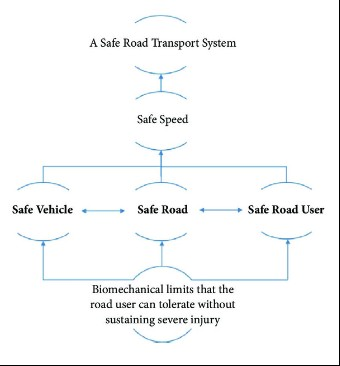 A Safe Road Transport System
Safe Speed
Safe Vehicle
Safe Road
Safe Road User
Biomechanical limits that the
road user can tolerate without
sustaining severe injury